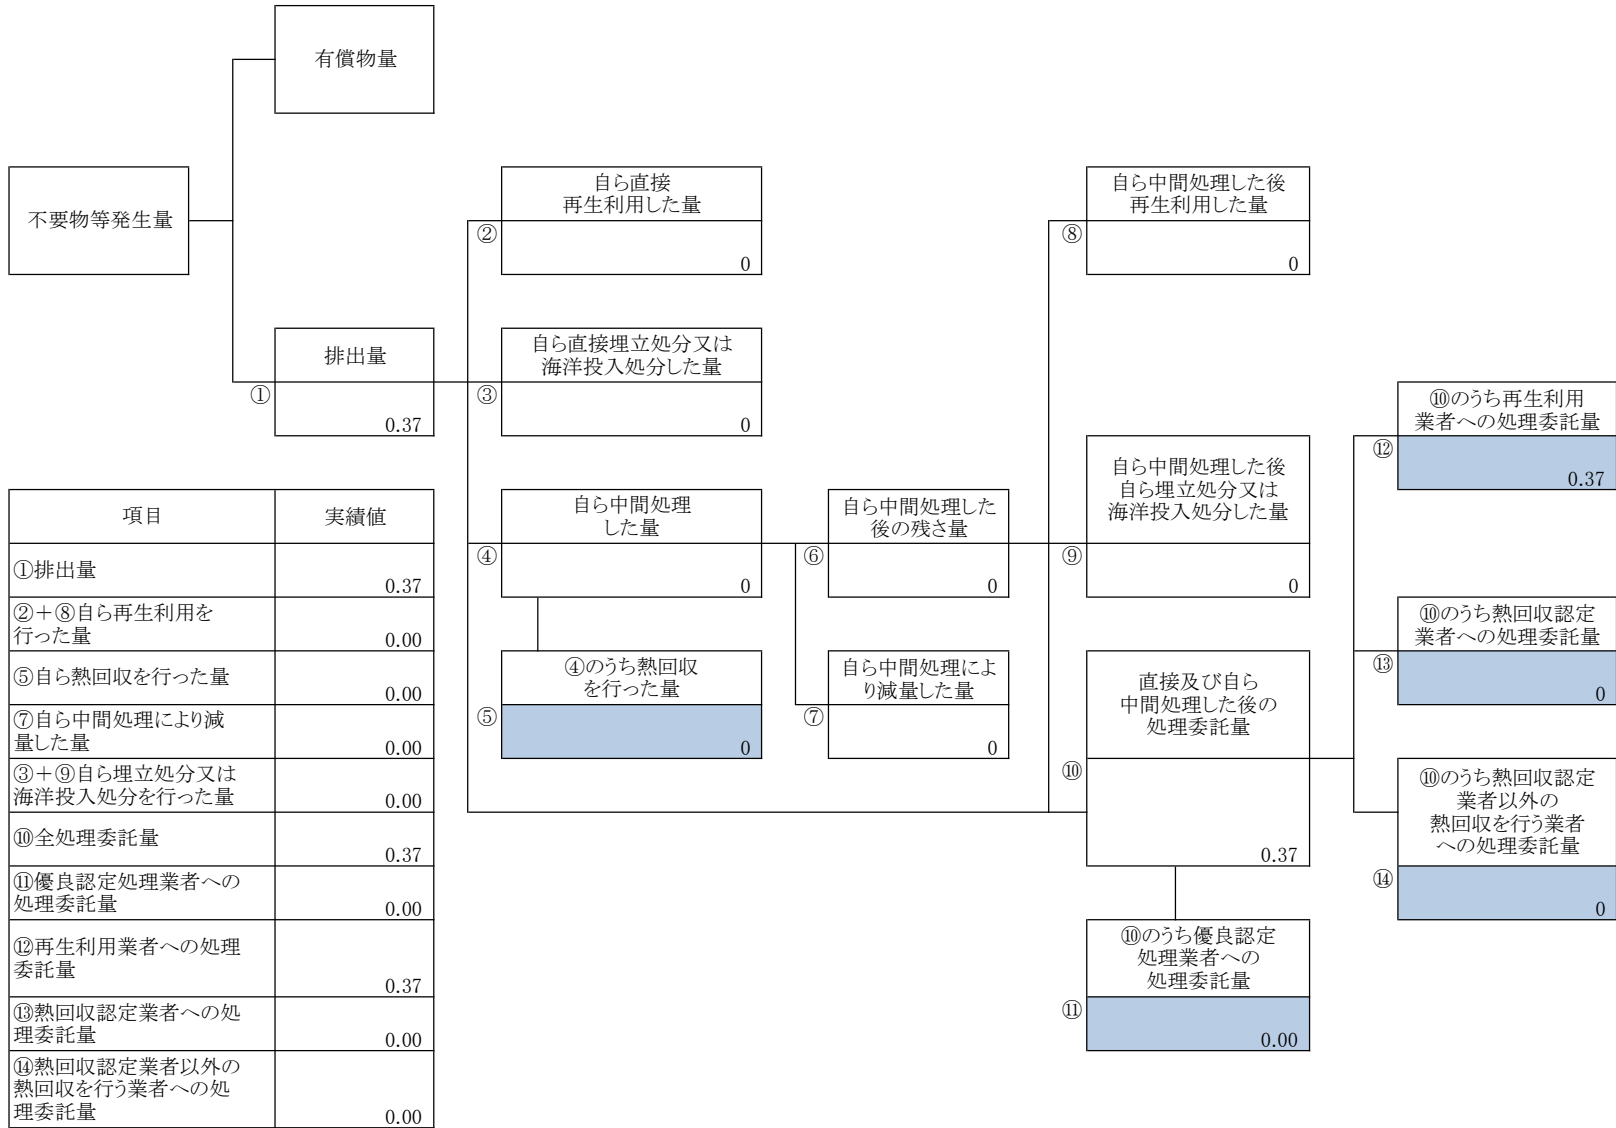 有償物量
不要物等発生量
排出量
①
0.37
自ら直接
再生利用した量
②
0
自ら直接埋立処分又は
海洋投入処分した量
③
0
自ら中間処理
した量
④
0
④のうち熱回収
を行った量
⑤
0
自ら中間処理した
後の残さ量
⑥
0
自ら中間処理によ
り減量した量
⑦
0
自ら中間処理した後
再生利用した量
⑧
0
自ら中間処理した後
自ら埋立処分又は
海洋投入処分した量
⑨
0
直接及び自ら
中間処理した後の
処理委託量
⑩
0.37
⑩のうち優良認定
処理業者への
処理委託量
⑪
0.00
⑩のうち再生利用
業者への処理委託量
⑫
0.37
⑩のうち熱回収認定
業者への処理委託量
⑬
0
⑩のうち熱回収認定
業者以外の
熱回収を行う業者
への処理委託量
⑭
0
項目 実績値
①排出量 0.37
②+⑧自ら再生利用を
行った量 0.00
⑤自ら熱回収を行った量 0.00
⑦自ら中間処理により減
量した量 0.00
③+⑨自ら埋立処分又は
海洋投入処分を行った量 0.00
⑩全処理委託量 0.37
⑪優良認定処理業者への
処理委託量 0.00
⑫再生利用業者への処理
委託量 0.37
⑬熱回収認定業者への処
理委託量 0.00
⑭熱回収認定業者以外の
熱回収を行う業者への処
理委託量 0.00